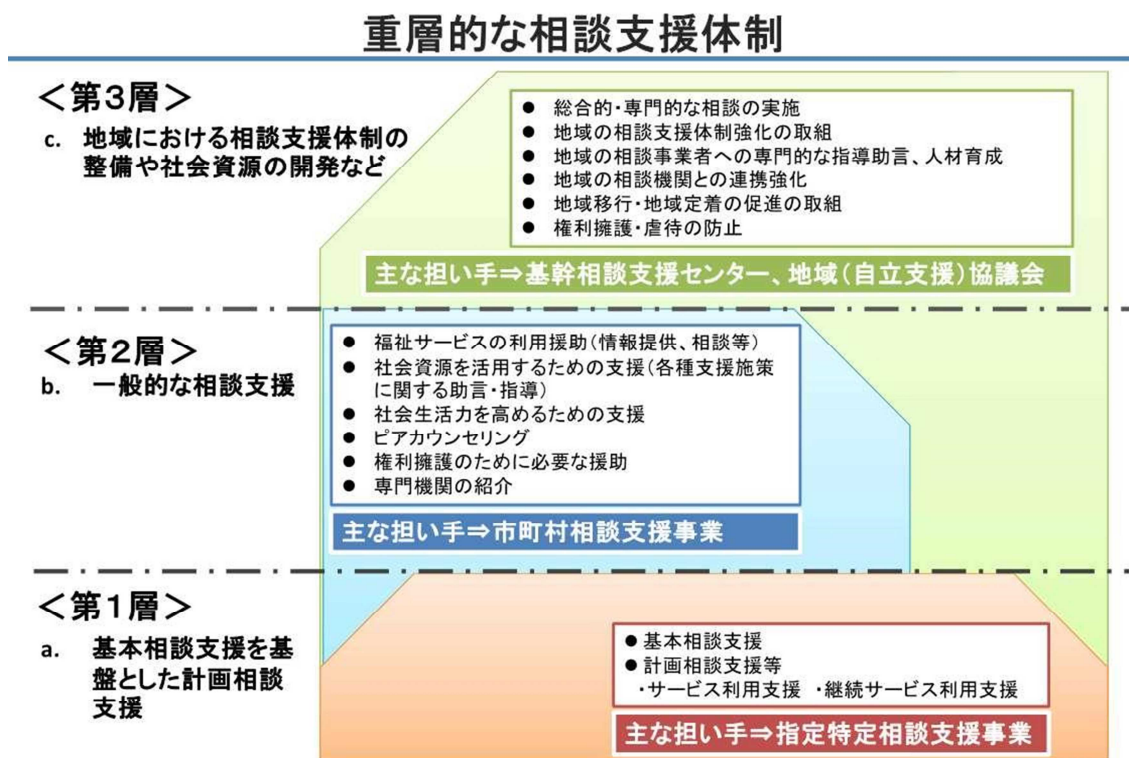 重層的な相談支援体制
＜第３層＞
c. 地域における相談支援体制の
整備や社会資源の開発など
● 総合的・専門的な相談の実施
● 地域の相談支援体制強化の取組
● 地域の相談事業者への専門的な指導助言、人材育成
● 地域の相談機関との連携強化
● 地域移行・地域定着の促進の取組
● 権利擁護・虐待の防止
主な担い手⇒基幹相談支援センター、地域（自立支援）協議会
＜第２層＞
b. 一般的な相談支援
● 福祉サービスの利用援助（情報提供、相談等）
● 社会資源を活用するための支援（各種支援施策
に関する助言・指導）
● 社会生活力を高めるための支援
● ピアカウンセリング
● 権利擁護のために必要な援助
● 専門機関の紹介
主な担い手⇒市町村相談支援事業
＜第１層＞
a. 基本相談支援を基
盤とした計画相談
支援
● 基本相談支援
● 計画相談支援等
・サービス利用支援 ・継続サービス利用支援
主な担い手⇒指定特定相談支援事業